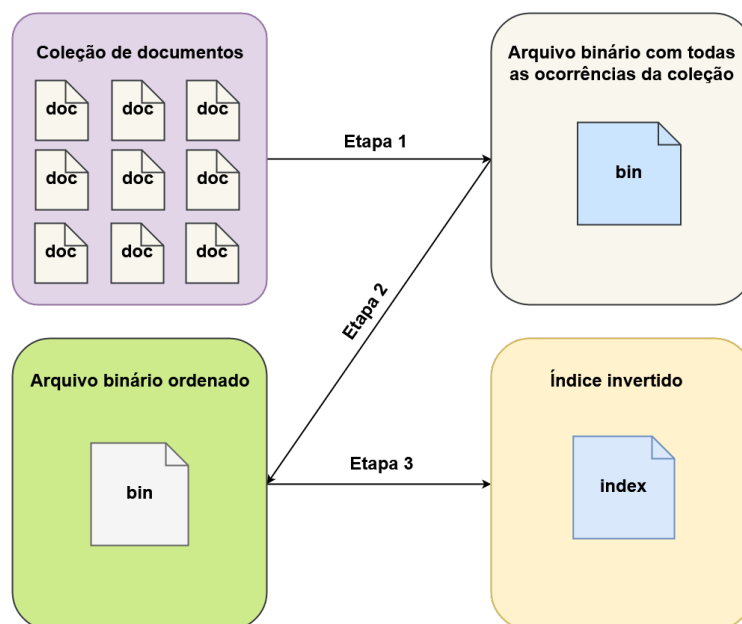 Coleção de documentos
doc
doc
doc
doc
doc
doc
doc
doc
doc
Etapa 1
Arquivo binário com todas
as ocorrências da coleção
bin
Etapa 2
Arquivo binário ordenado
bin
Etapa 3
Índice invertido
index